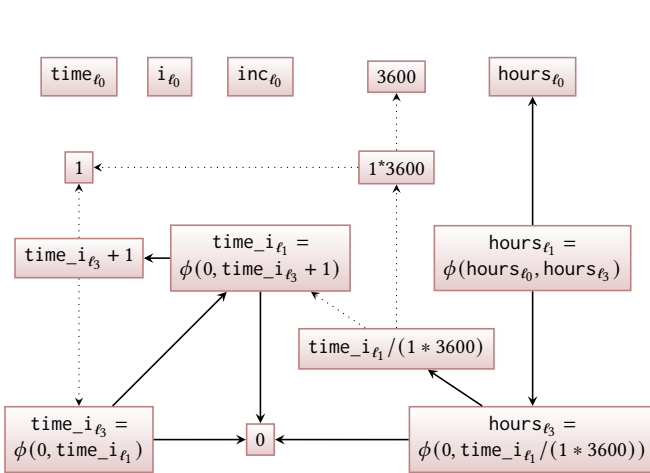 time_ℓ₀
i_ℓ₀
inc_ℓ₀
3600
hours_ℓ₀
1
1*3600
time_i_ℓ₃ + 1
time_i_ℓ₁ =
ϕ(0, time_i_ℓ₃ + 1)
hours_ℓ₁ =
ϕ(hours_ℓ₀, hours_ℓ₃)
time_i_ℓ₁/(1 * 3600)
time_i_ℓ₃ =
ϕ(0, time_i_ℓ₁)
0
hours_ℓ₃ =
ϕ(0, time_i_ℓ₁/(1 * 3600))